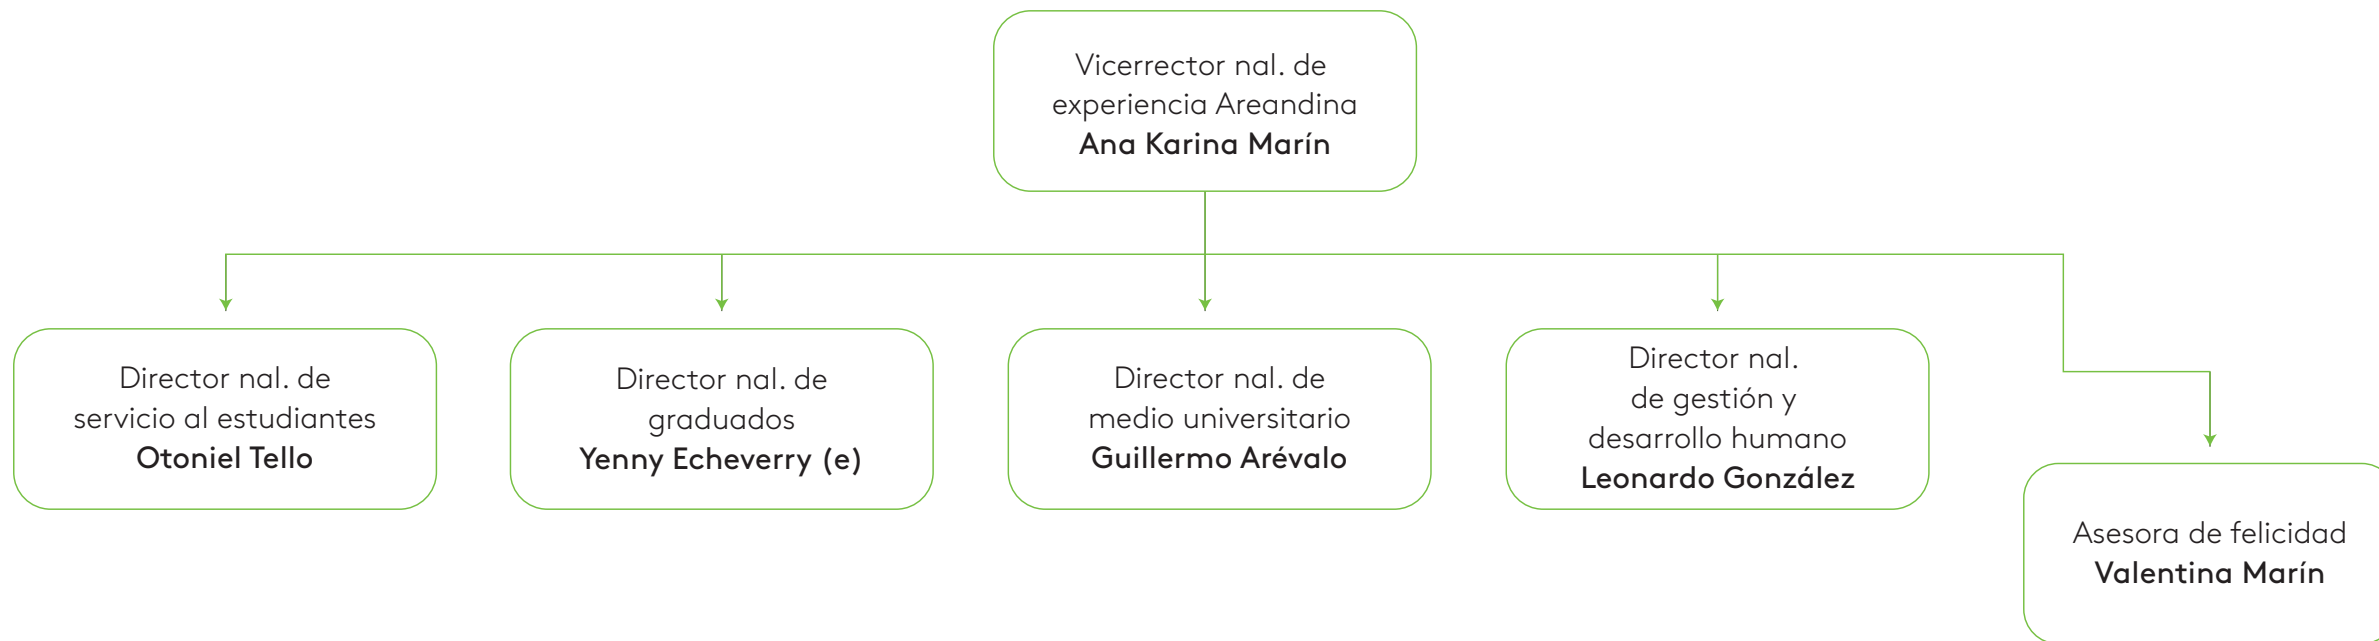 Vicerrector nal. de
experiencia Areandina
Ana Karina Marín
Director nal. de
servicio al estudiantes
Otoniel Tello
Director nal. de
graduados
Yenny Echeverry (e)
Director nal. de
medio universitario
Guillermo Arévalo
Director nal.
de gestión y
desarrollo humano
Leonardo González
Asesora de felicidad
Valentina Marín